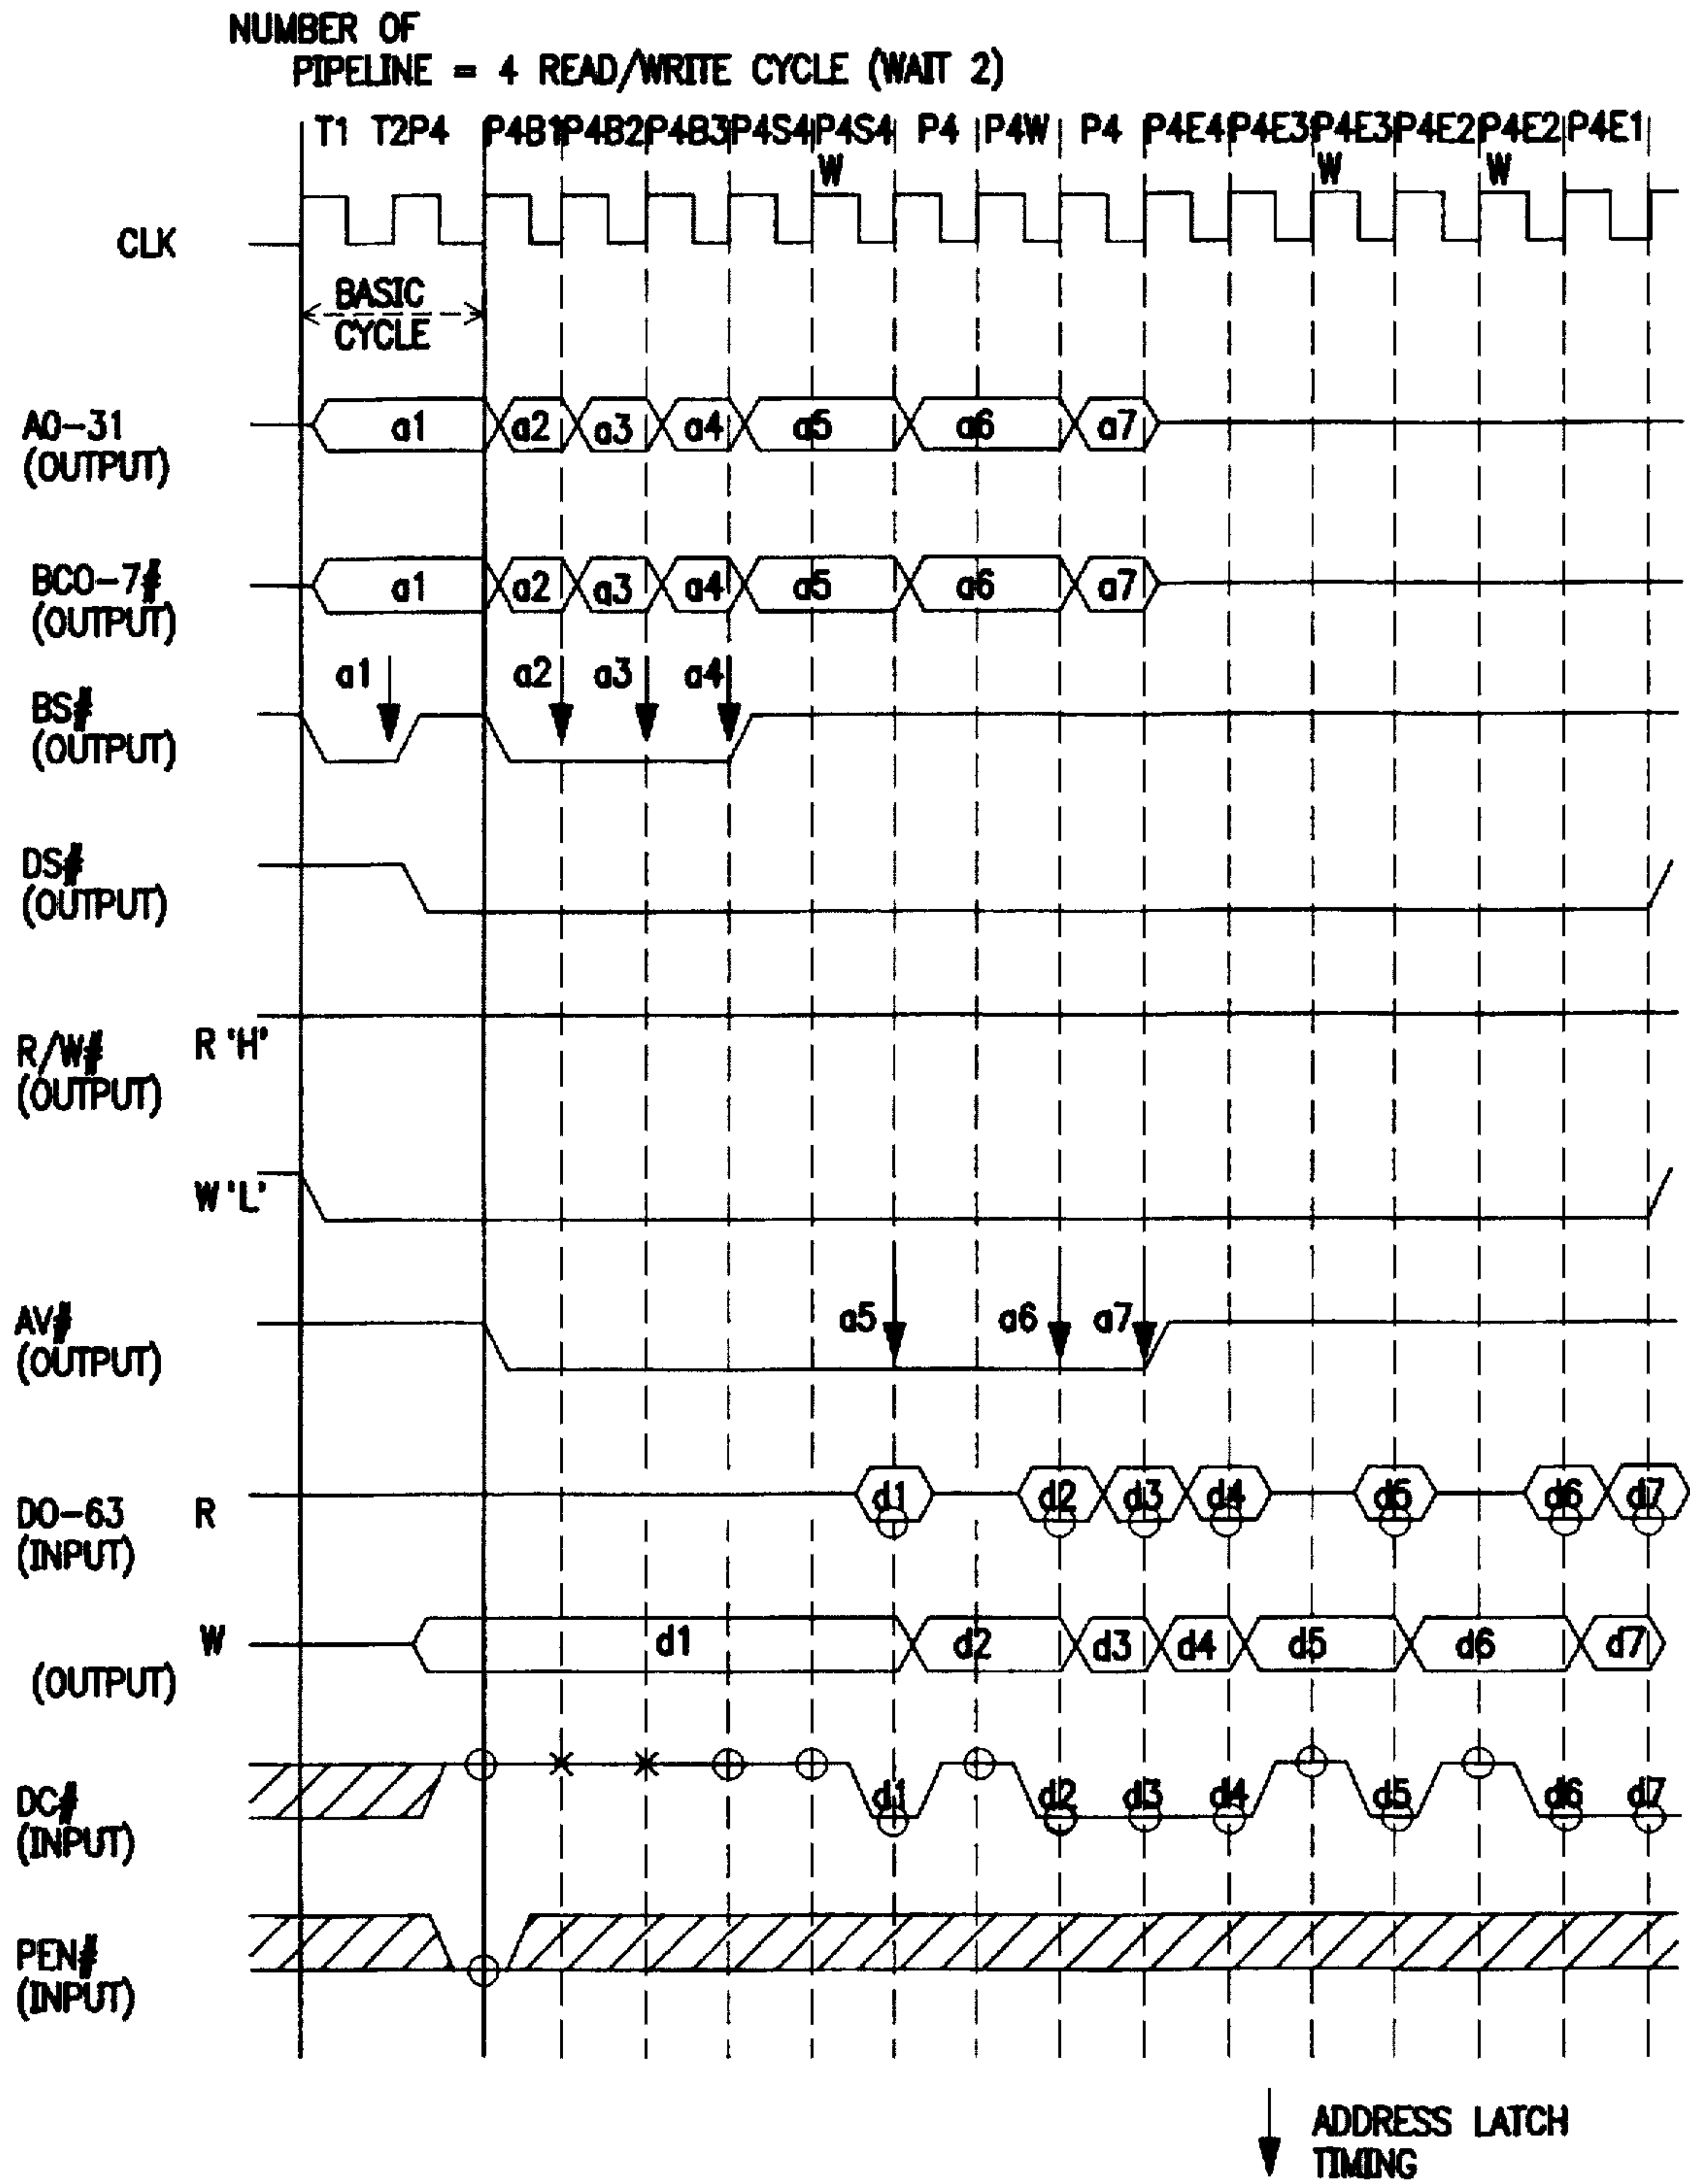 NUMBER OF
PIPELINE = 4 READ/WRITE CYCLE (WAIT 2)
T1 T2P4 P4B1 P4B2 P4B3 P4S4 P4S4 P4 P4W P4 P4E4 P4E3 P4E3 P4E2 P4E2 P4E1
W W W
CLK
BASIC
CYCLE
A0-31
(OUTPUT)
a1 a2 a3 a4 a5 a6 a7
BC0-7#
(OUTPUT)
a1 a2 a3 a4 a5 a6 a7
a1 a2 a3 a4
BS#
(OUTPUT)
DS#
(OUTPUT)
R/W#
(OUTPUT)
R 'H'
W 'L'
a5 a6 a7
AV#
(OUTPUT)
D0-63
(INPUT)
R
d1 d2 d3 d4 d5 d6 d7
W
d1 d2 d3 d4 d5 d6 d7
(OUTPUT)
DC#
(INPUT)
d1 d2 d3 d4 d5 d6 d7
PEN#
(INPUT)
ADDRESS LATCH
TIMING